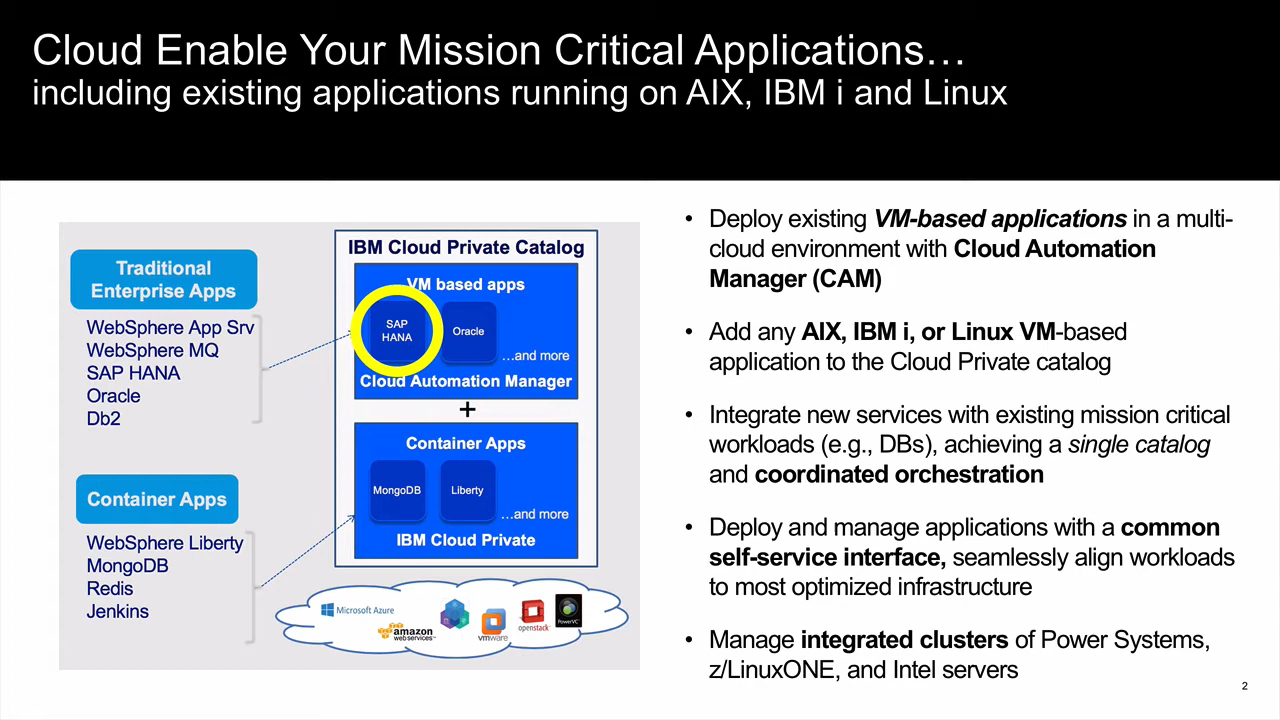 Cloud Enable Your Mission Critical Applications…
including existing applications running on AIX, IBM i and Linux
Traditional
Enterprise Apps
WebSphere App Srv
WebSphere MQ
SAP HANA
Oracle
Db2
Container Apps
WebSphere Liberty
MongoDB
Redis
Jenkins
IBM Cloud Private Catalog
VM based apps
SAP
HANA
Oracle
…and more
Cloud Automation Manager
+
Container Apps
MongoDB
Liberty
…and more
IBM Cloud Private
Microsoft Azure
amazon
webservices™
vmware
openstack
PowerVC
• Deploy existing VM-based applications in a multi-
cloud environment with Cloud Automation
Manager (CAM)
• Add any AIX, IBM i, or Linux VM-based
application to the Cloud Private catalog
• Integrate new services with existing mission critical
workloads (e.g., DBs), achieving a single catalog
and coordinated orchestration
• Deploy and manage applications with a common
self-service interface, seamlessly align workloads
to most optimized infrastructure
• Manage integrated clusters of Power Systems,
z/LinuxONE, and Intel servers
2